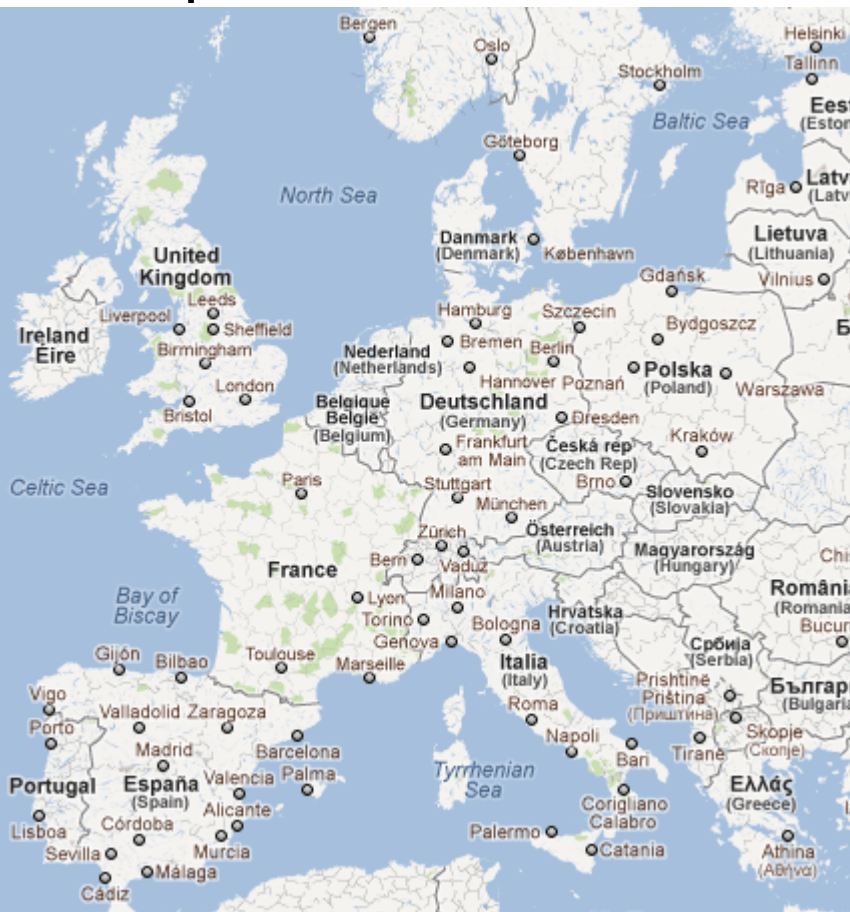 Bergen
Oslo
Helsinki
Tallinn
Stockholm
Baltic Sea
Göteborg
North Sea
Rīga
Danmark
(Denmark)
København
Lietuva
(Lithuania)
Vilnius
United
Kingdom
Leeds
Liverpool
Sheffield
Birmingham
London
Bristol
Ireland
Éire
Gdańsk
Hamburg
Szczecin
Bremen
Bydgoszcz
Nederland
(Netherlands)
Berlin
Hannover
Poznań
Polska
(Poland)
Warszawa
Belgique
België
(Belgium)
Deutschland
(Germany)
Dresden
Frankfurt
am Main
Česká rep
(Czech Rep)
Kraków
Brno
Celtic Sea
Paris
Stuttgart
München
Slovensko
(Slovakia)
Österreich
(Austria)
Zürich
Bern
Vaduz
Magyarország
(Hungary)
France
Bay of
Biscay
Lyon
Milano
Torino
Genova
Bologna
Hrvatska
(Croatia)
România
(Romania
Bucur
Србија
(Serbia)
Gijón
Bilbao
Toulouse
Marseille
Italia
(Italy)
Prishtinë
Priština
(Приштина)
Българи
(Bulgaria
Vigo
Porto
Valladolid
Zaragoza
Roma
Skopje
(Скопје)
Madrid
Barcelona
Napoli
Bari
Tiranë
Portugal
España
(Spain)
Valencia
Palma
Tyrrhenian
Sea
Ελλάς
(Greece)
Lisboa
Córdoba
Alicante
Corigliano
Calabro
Sevilla
Murcia
Palermo
Catania
Athina
(Αθήνα)
Cádiz
Málaga